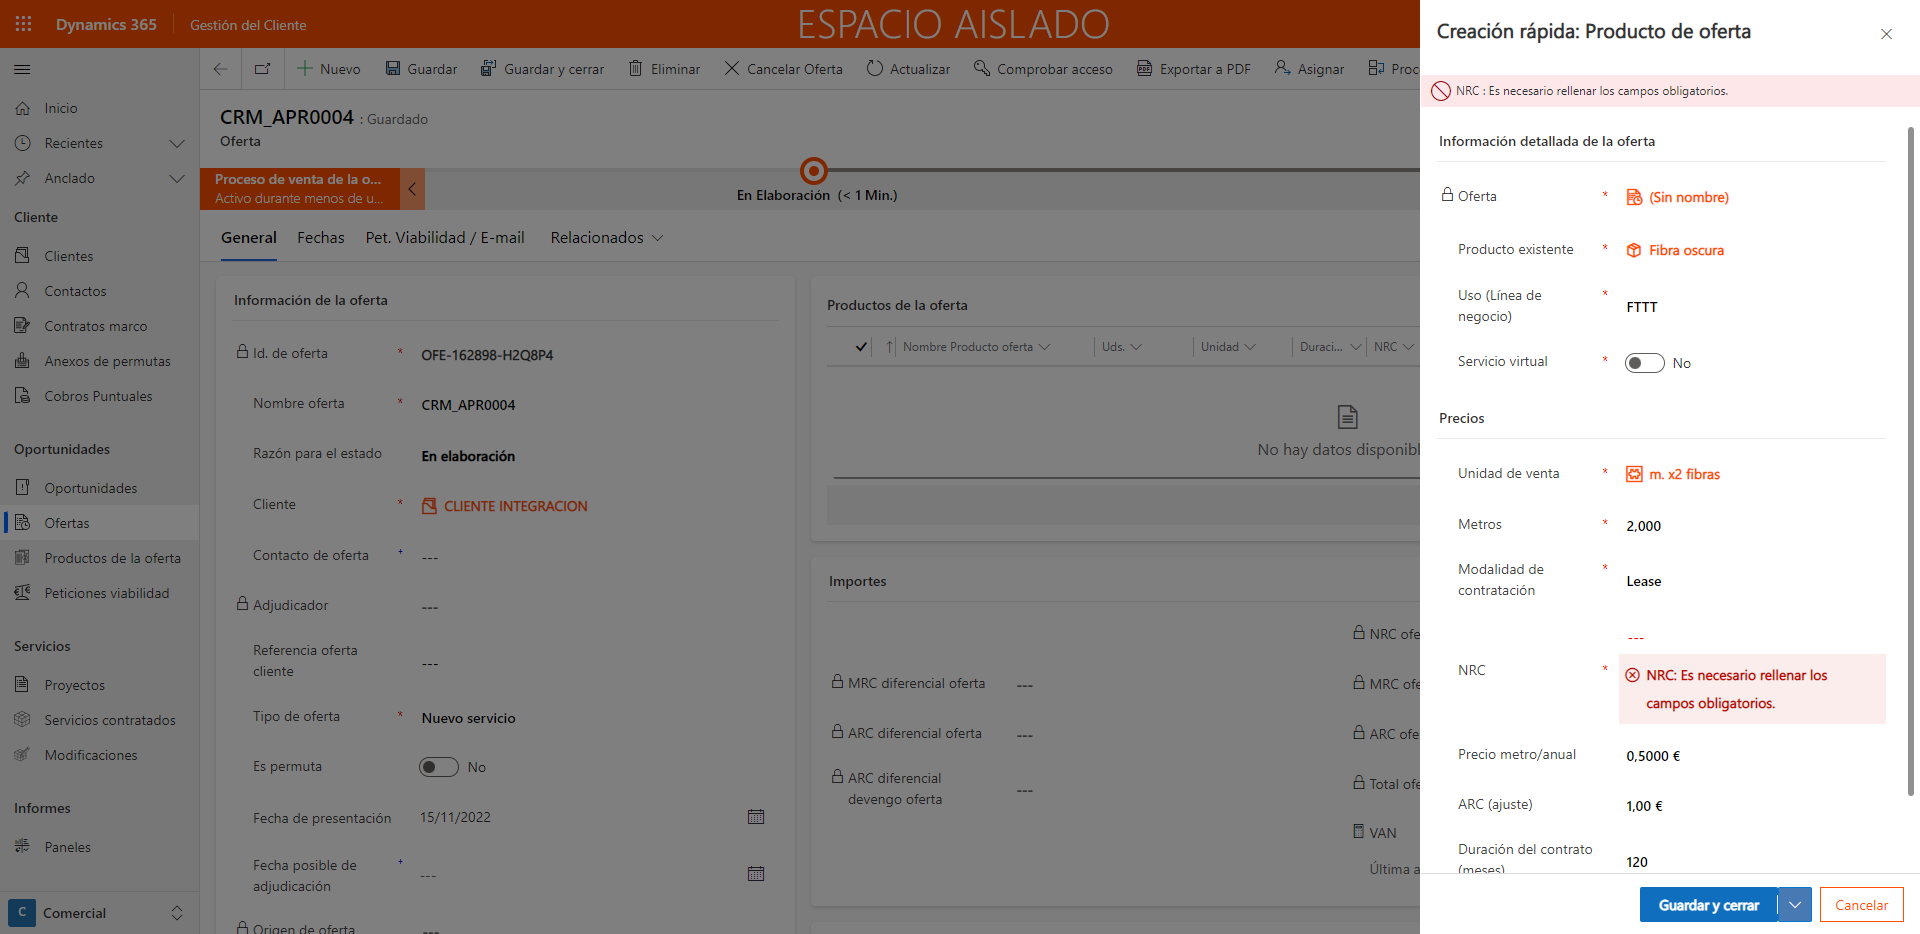 Dynamics 365
Gestión del Cliente
ESPACIO AISLADO
Nuevo
Guardar
Guardar y cerrar
Eliminar
Cancelar Oferta
Actualizar
Comprobar acceso
Exportar a PDF
Asignar
Proc
Inicio
Recientes
Anclado
Cliente
Clientes
Contactos
Contratos marco
Anexos de permutas
Cobros Puntuales
Oportunidades
Oportunidades
Ofertas
Productos de la oferta
Peticiones viabilidad
Servicios
Proyectos
Servicios contratados
Modificaciones
Informes
Paneles
C Comercial
CRM_APR0004 : Guardado
Oferta
Proceso de venta de la o...
Activo durante menos de u...
En Elaboración (< 1 Min.)
General
Fechas
Pet. Viabilidad / E-mail
Relacionados
Información de la oferta
Id. de oferta * OFE-162898-H2Q8P4
Nombre oferta * CRM_APR0004
Razón para el estado En elaboración
Cliente * CLIENTE INTEGRACION
Contacto de oferta + ---
Adjudicador ---
Referencia oferta
cliente ---
Tipo de oferta * Nuevo servicio
Es permuta No
Fecha de presentación 15/11/2022
Fecha posible de
adjudicación + ---
Origen de oferta ---
Productos de la oferta
Nombre Producto oferta
Uds.
Unidad
Duraci...
NRC
No hay datos disponibl
Importes
NRC ofe
MRC diferencial oferta ---
MRC ofe
ARC diferencial oferta ---
ARC ofe
ARC diferencial
devengo oferta ---
Total ofe
VAN
Última a
Creación rápida: Producto de oferta
NRC : Es necesario rellenar los campos obligatorios.
Información detallada de la oferta
Oferta * (Sin nombre)
Producto existente * Fibra oscura
Uso (Línea de
negocio) * FTTT
Servicio virtual * No
Precios
Unidad de venta * m. x2 fibras
Metros * 2,000
Modalidad de
contratación * Lease
---
NRC * NRC: Es necesario rellenar los
campos obligatorios.
Precio metro/anual 0,5000 €
ARC (ajuste) 1,00 €
Duración del contrato
(meses) 120
Guardar y cerrar
Cancelar